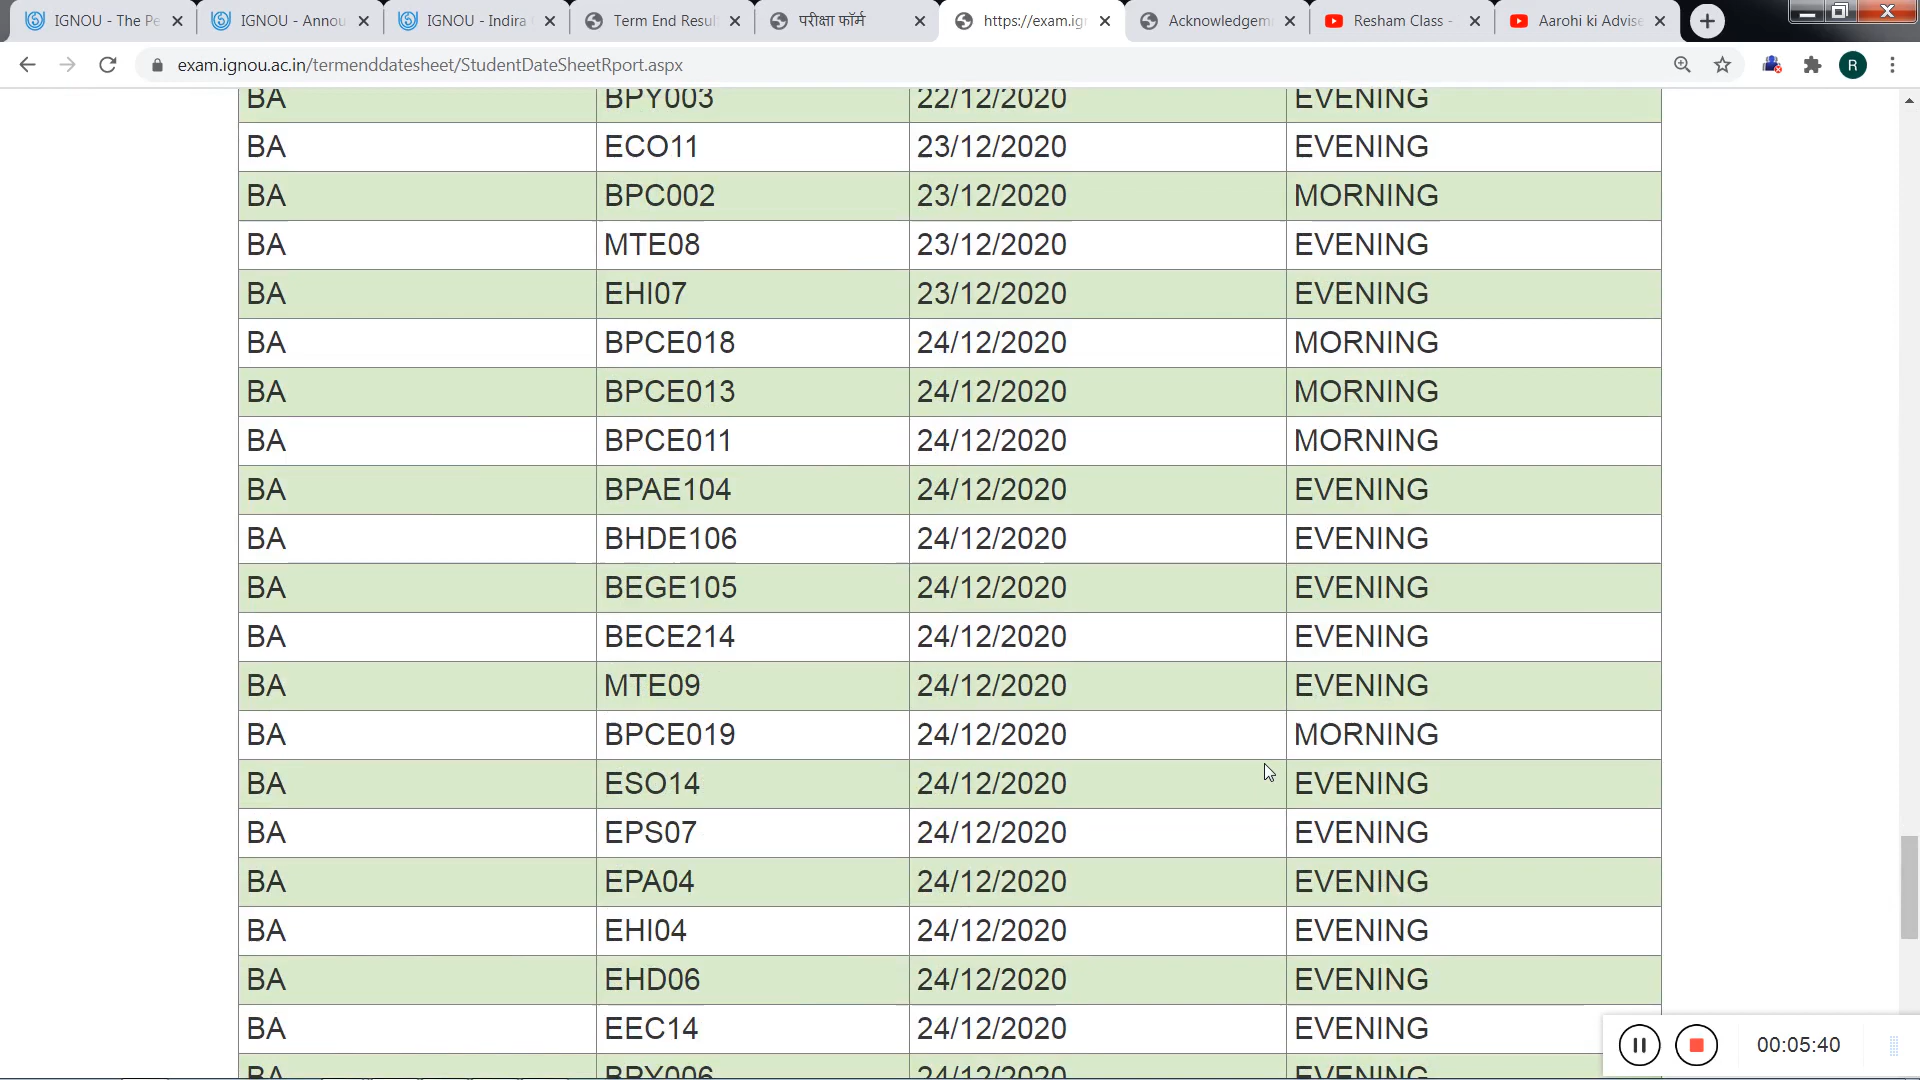 IGNOU - The Pe
IGNOU - Annou
IGNOU - Indira
Term End Resul
परीक्षा फॉर्म
https://exam.ig
Acknowledgem
Resham Class -
Aarohi ki Advise
exam.ignou.ac.in/termenddatesheet/StudentDateSheetRport.aspx
R
BA BPY003 22/12/2020 EVENING
BA ECO11 23/12/2020 EVENING
BA BPC002 23/12/2020 MORNING
BA MTE08 23/12/2020 EVENING
BA EHI07 23/12/2020 EVENING
BA BPCE018 24/12/2020 MORNING
BA BPCE013 24/12/2020 MORNING
BA BPCE011 24/12/2020 MORNING
BA BPAE104 24/12/2020 EVENING
BA BHDE106 24/12/2020 EVENING
BA BEGE105 24/12/2020 EVENING
BA BECE214 24/12/2020 EVENING
BA MTE09 24/12/2020 EVENING
BA BPCE019 24/12/2020 MORNING
BA ESO14 24/12/2020 EVENING
BA EPS07 24/12/2020 EVENING
BA EPA04 24/12/2020 EVENING
BA EHI04 24/12/2020 EVENING
BA EHD06 24/12/2020 EVENING
BA EEC14 24/12/2020 EVENING
BA BPY006 24/12/2020 EVENING
00:05:40